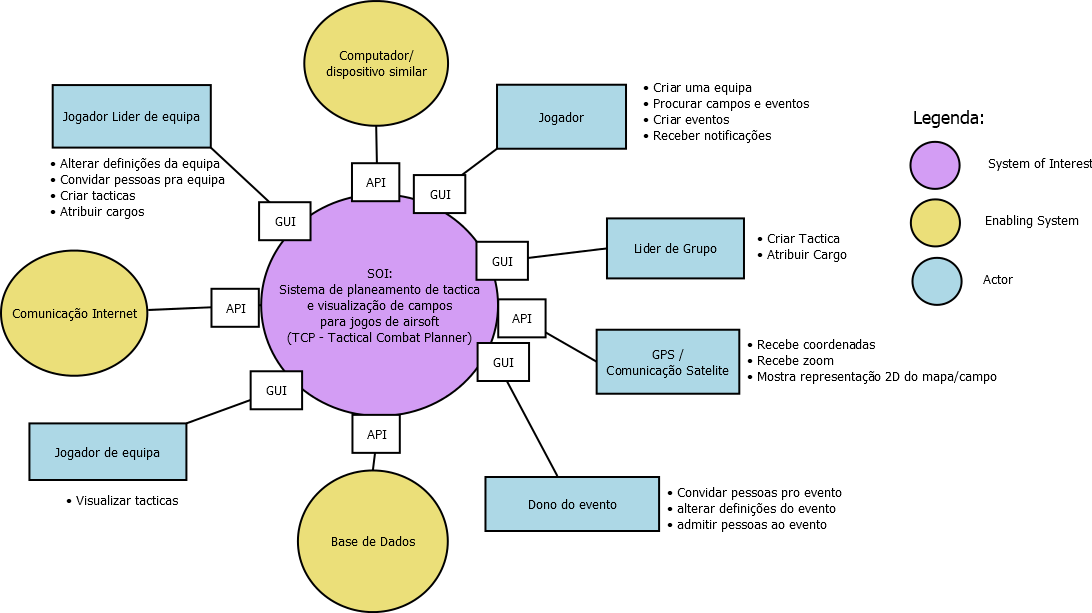 Computador/
dispositivo similar
Jogador Lider de equipa
• Alterar definições da equipa
• Convidar pessoas pra equipa
• Criar tacticas
• Atribuir cargos
Jogador
• Criar uma equipa
• Procurar campos e eventos
• Criar eventos
• Receber notificações
Legenda:
System of Interest
Enabling System
Actor
API
GUI
GUI
GUI
Lider de Grupo
• Criar Tactica
• Atribuir Cargo
SOI:
Sistema de planeamento de tactica
e visualização de campos
para jogos de airsoft
(TCP - Tactical Combat Planner)
Comunicação Internet
API
API
GPS /
Comunicação Satelite
• Recebe coordenadas
• Recebe zoom
• Mostra representação 2D do mapa/campo
GUI
GUI
API
Jogador de equipa
• Visualizar tacticas
Base de Dados
Dono do evento
• Convidar pessoas pro evento
• alterar definições do evento
• admitir pessoas ao evento